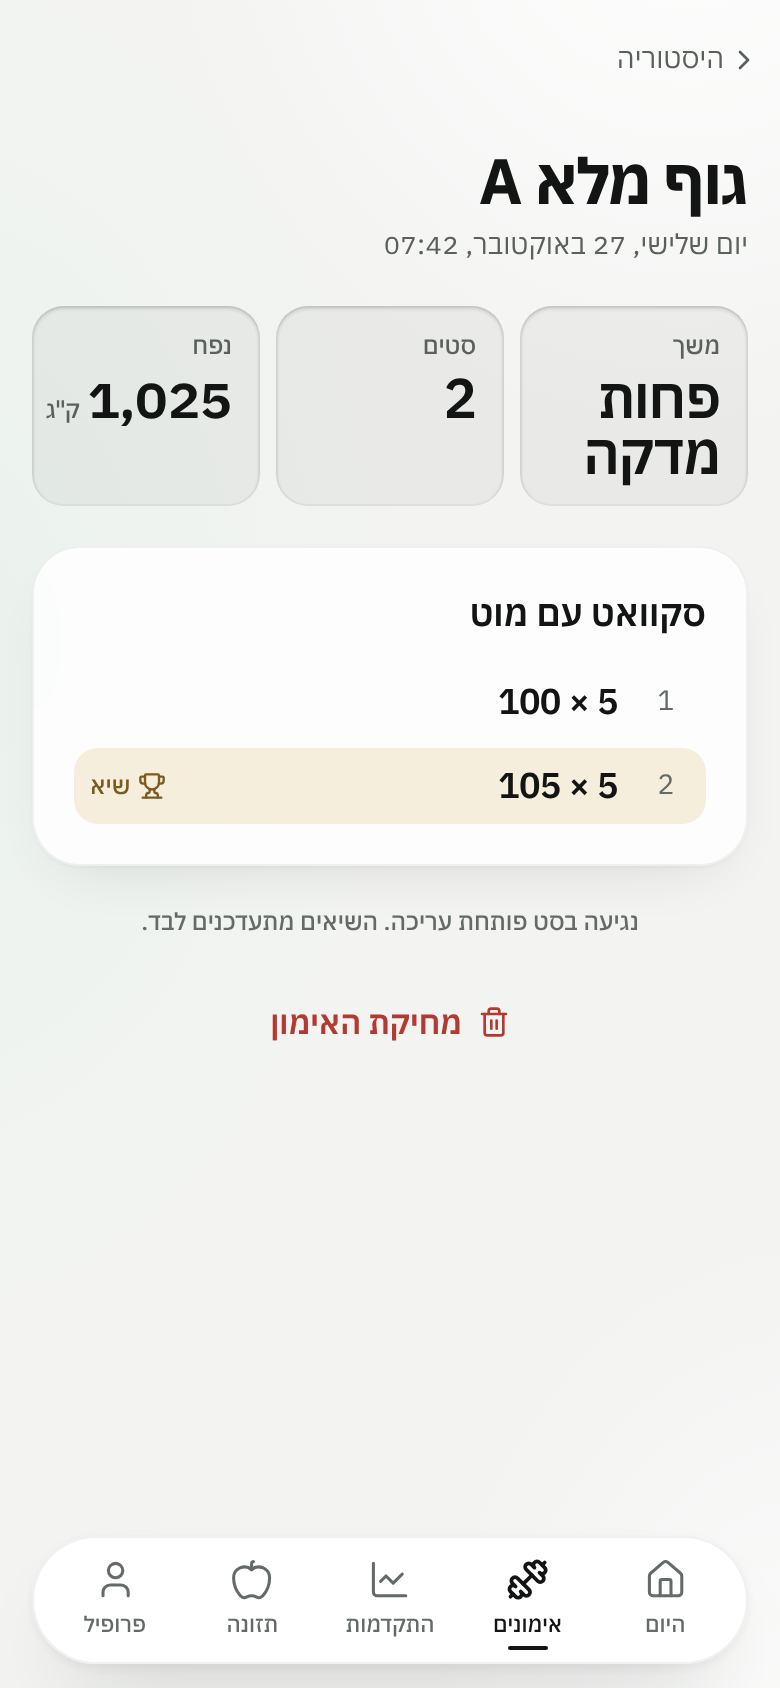 היסטוריה
גוף מלא A
יום שלישי, 27 באוקטובר, 07:42
משך
פחות
מדקה
סטים
2
נפח
1,025 ק"ג
סקוואט עם מוט
1 100 × 5
2 105 × 5 שיא
נגיעה בסט פותחת עריכה. השיאים מתעדכנים לבד.
מחיקת האימון
היום
אימונים
התקדמות
תזונה
פרופיל